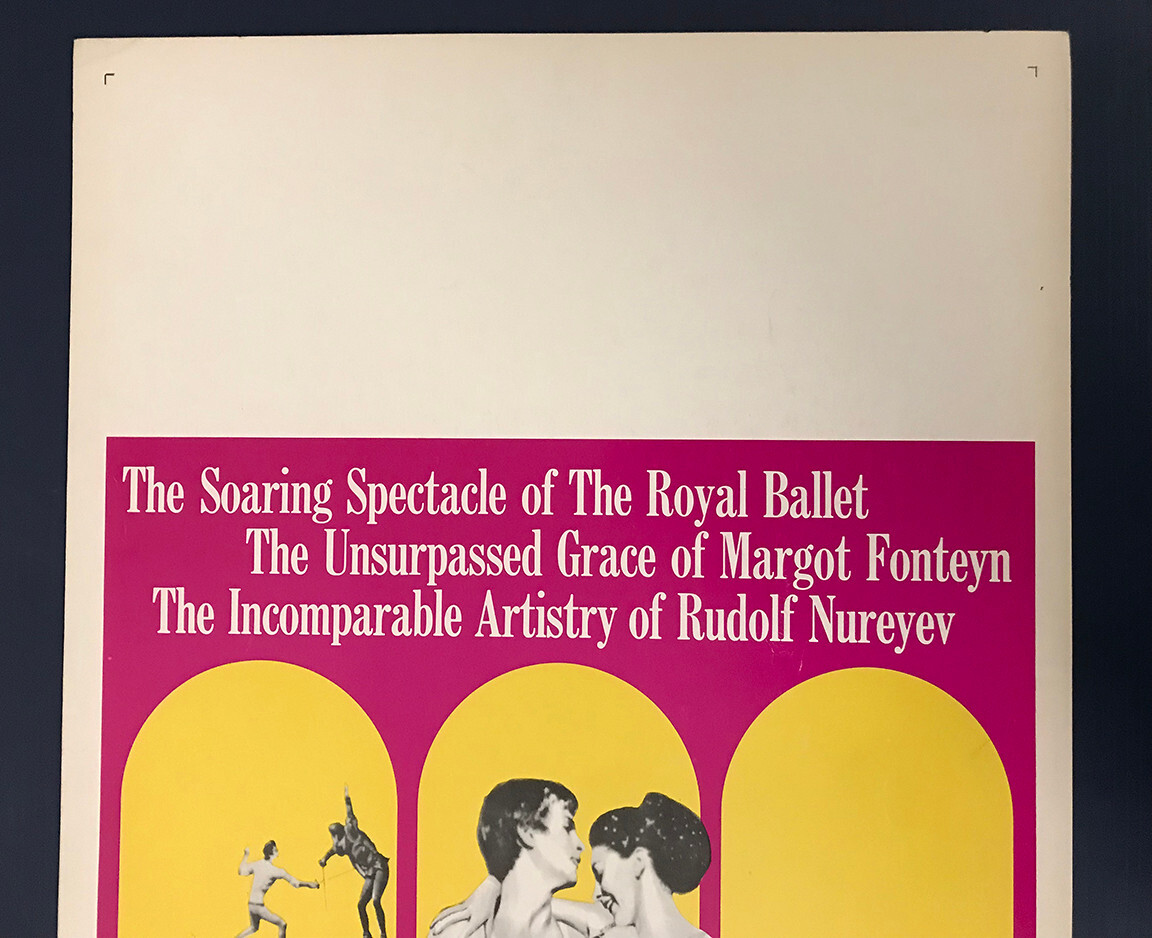 The Soaring Spectacle of The Royal Ballet
The Unsurpassed Grace of Margot Fonteyn
The Incomparable Artistry of Rudolf Nureyev